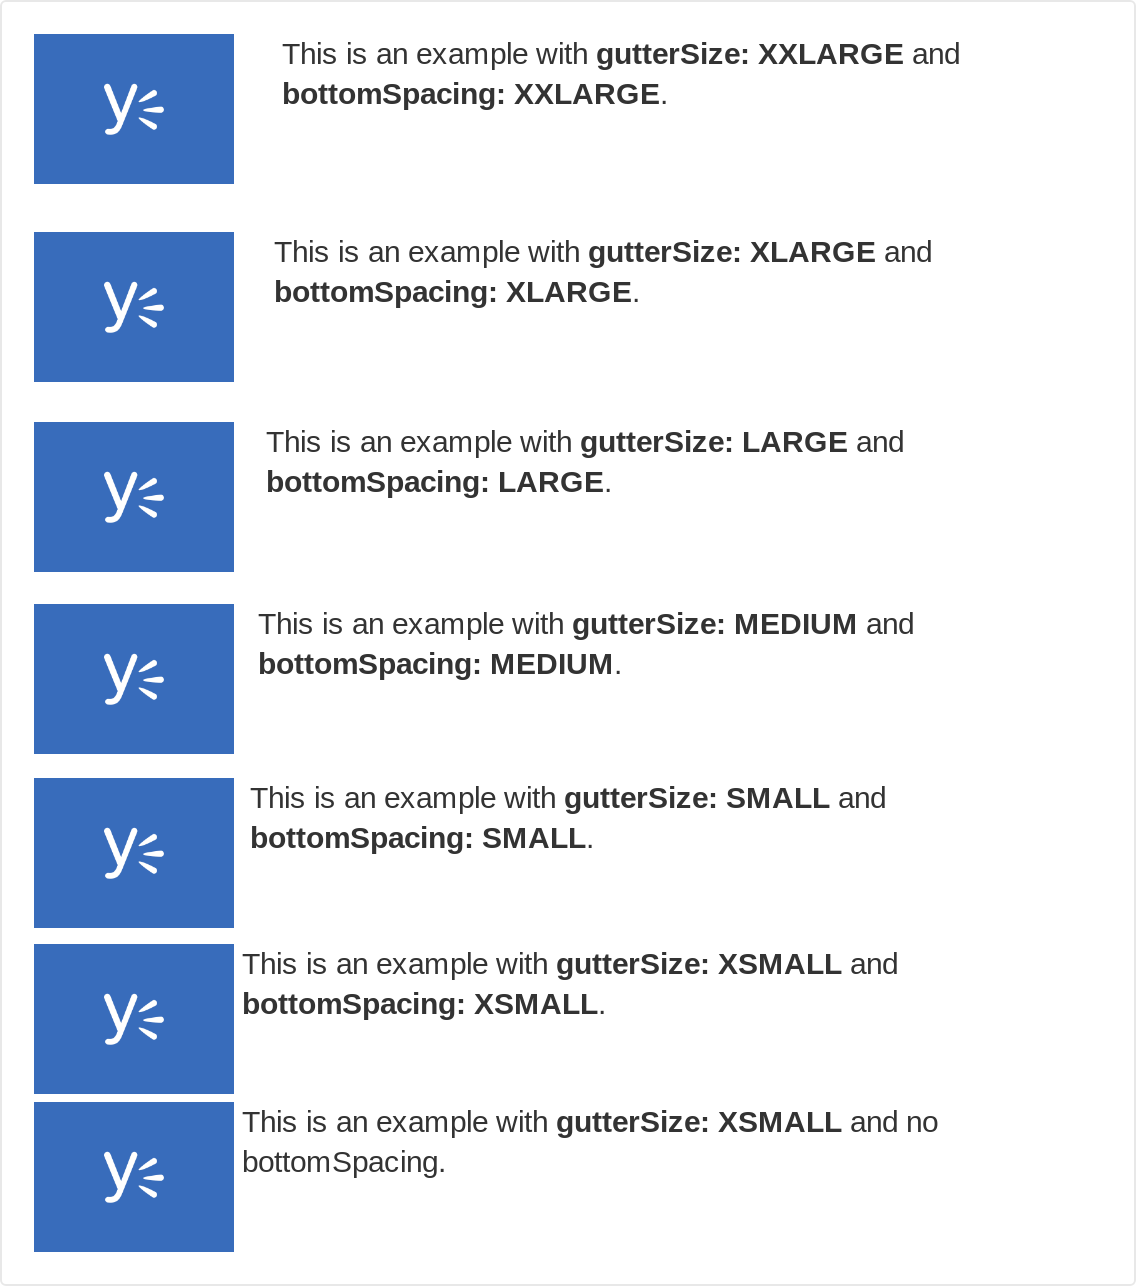 This is an example with gutterSize: XXLARGE and
bottomSpacing: XXLARGE.
This is an example with gutterSize: XLARGE and
bottomSpacing: XLARGE.
This is an example with gutterSize: LARGE and
bottomSpacing: LARGE.
This is an example with gutterSize: MEDIUM and
bottomSpacing: MEDIUM.
This is an example with gutterSize: SMALL and
bottomSpacing: SMALL.
This is an example with gutterSize: XSMALL and
bottomSpacing: XSMALL.
This is an example with gutterSize: XSMALL and no
bottomSpacing.